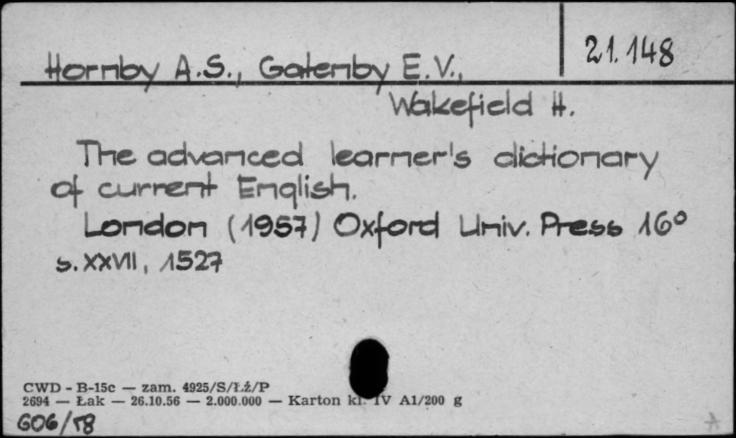 21.148
Hornby A.S., Gatenby E.V.,
Wakefield H.
The advanced learner's dictionary
of current English.
London (1957) Oxford Univ. Press 16°
s. XXVII, 1527
CWD - B-15c — zam. 4925/S/Łż/P
2694 — Łak — 26.10.56 — 2.000.000 — Karton kl. IV A1/200 g
606/58
A